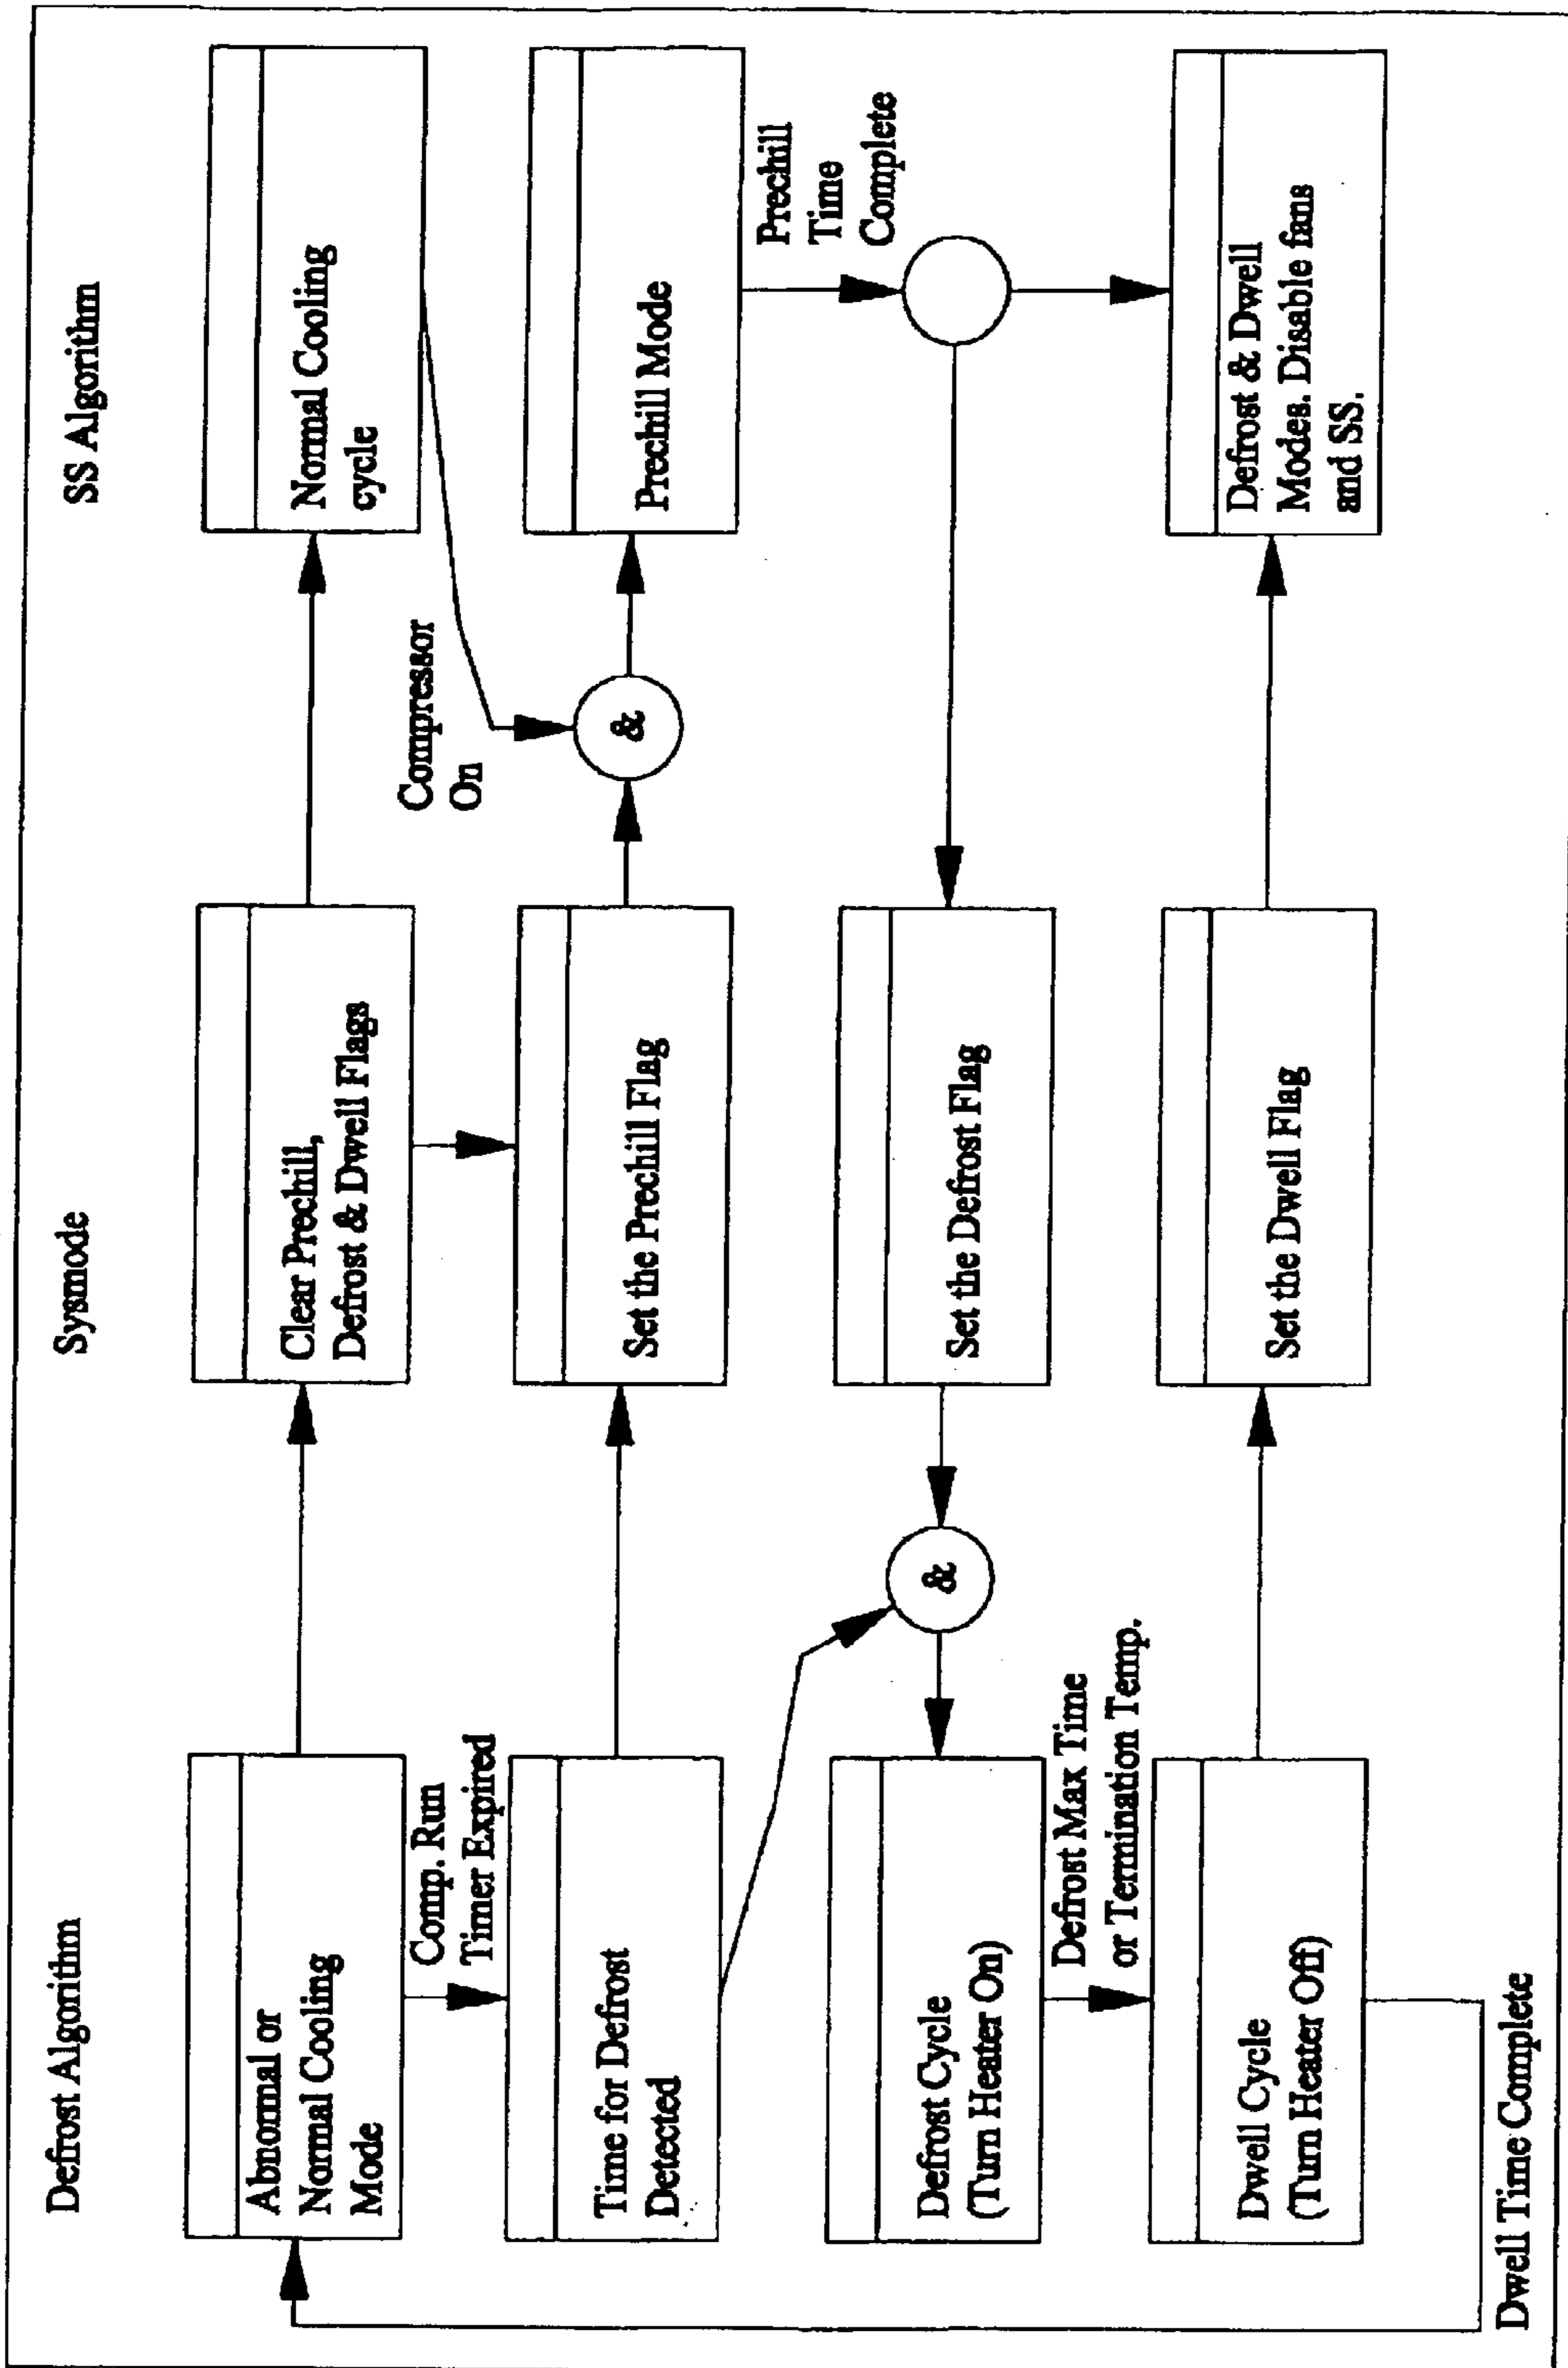 Defrost Algorithm
Sysmode
SS Algorithm
Abnormal or
Normal Cooling
Mode
Clear Prechill,
Defrost & Dwell Flags
Normal Cooling
cycle
Comp. Run
Timer Expired
Compressor
On
Time for Defrost
Detected
Set the Prechill Flag
&
Prechill Mode
Prechill
Time
Complete
&
Set the Defrost Flag
Defrost Cycle
(Turn Heater On)
Defrost Max Time
or Termination Temp.
Dwell Cycle
(Turn Heater Off)
Set the Dwell Flag
Defrost & Dwell
Modes. Disable fans
and SS.
Dwell Time Complete